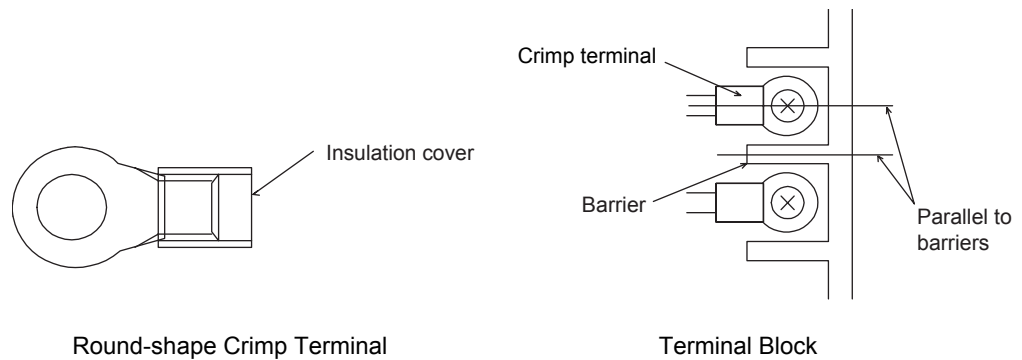 Crimp terminal
Insulation cover
Barrier
Parallel to
barriers
Round-shape Crimp Terminal
Terminal Block